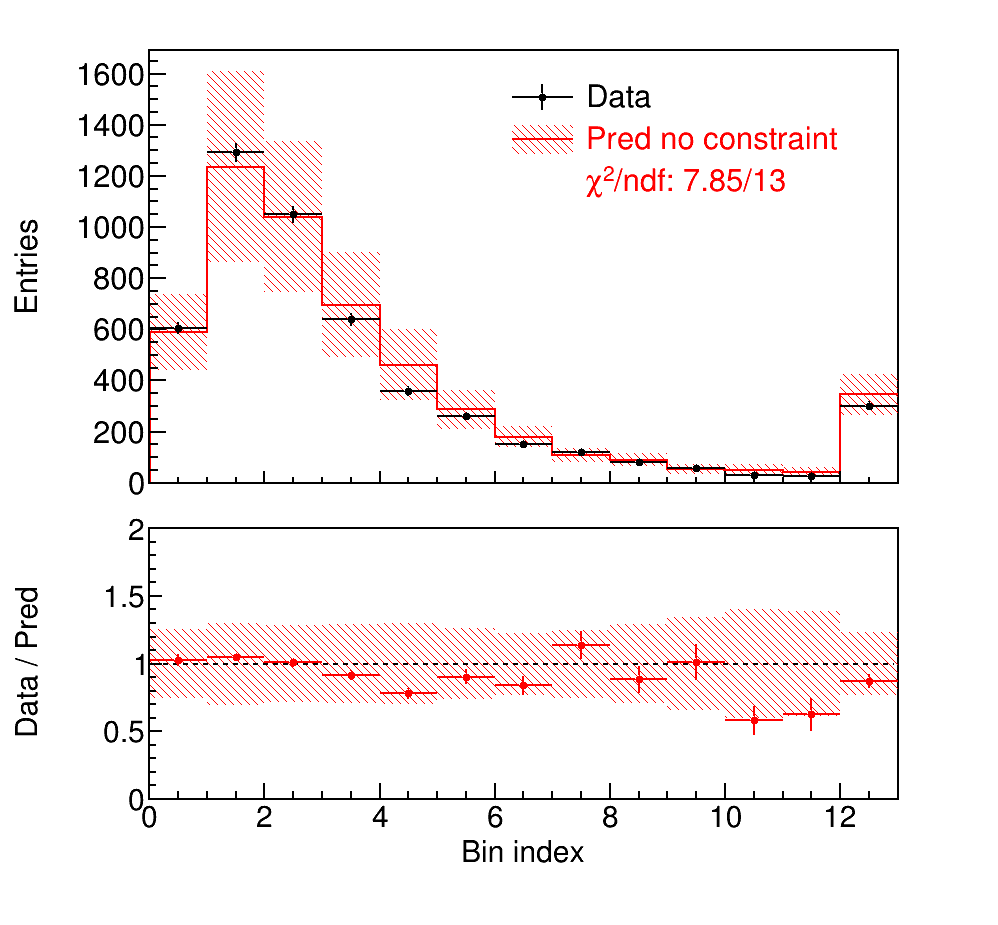 1600
1400
1200
1000
800
600
400
200
0
Entries
Data
Pred no constraint
χ²/ndf: 7.85/13
2
1.5
1
0.5
0
Data / Pred
0 2 4 6 8 10 12
Bin index